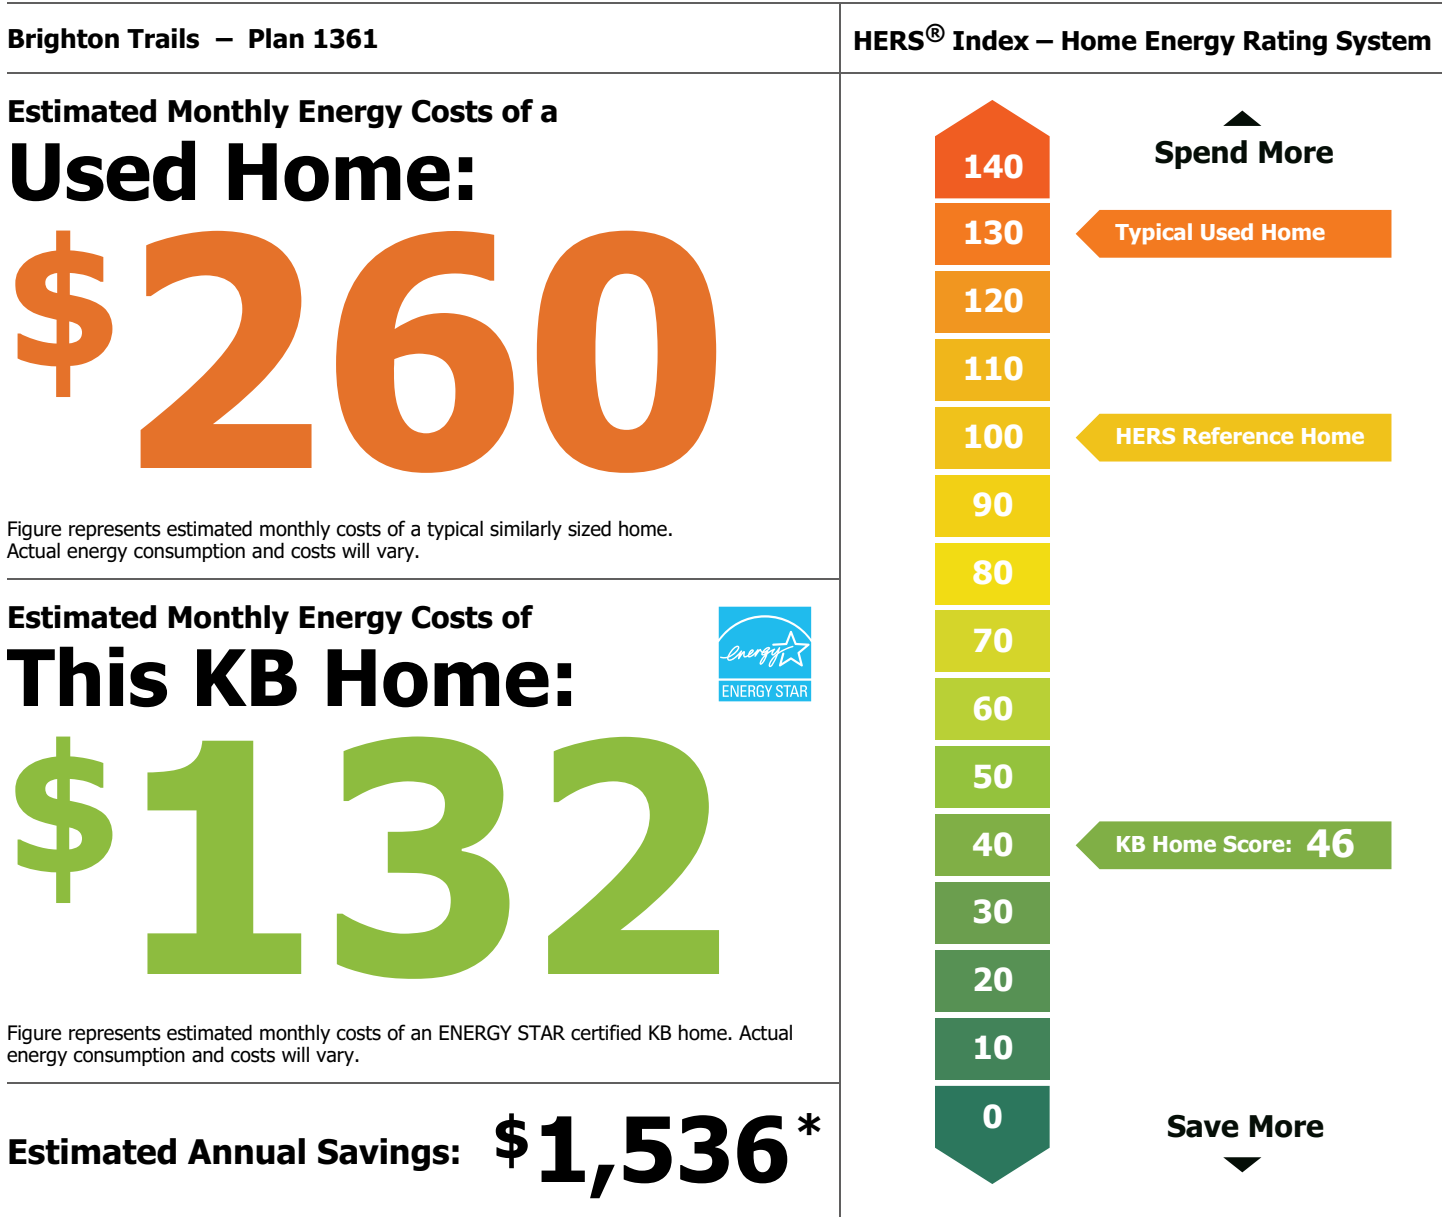 Brighton Trails – Plan 1361
Estimated Monthly Energy Costs of a
Used Home:
$260
Figure represents estimated monthly costs of a typical similarly sized home.
Actual energy consumption and costs will vary.
Estimated Monthly Energy Costs of
This KB Home:
energy
ENERGY STAR
$132
Figure represents estimated monthly costs of an ENERGY STAR certified KB home. Actual
energy consumption and costs will vary.
Estimated Annual Savings: $1,536*
HERS® Index – Home Energy Rating System
Spend More
140
130
Typical Used Home
120
110
100
HERS Reference Home
90
80
70
60
50
40
KB Home Score: 46
30
20
10
0
Save More